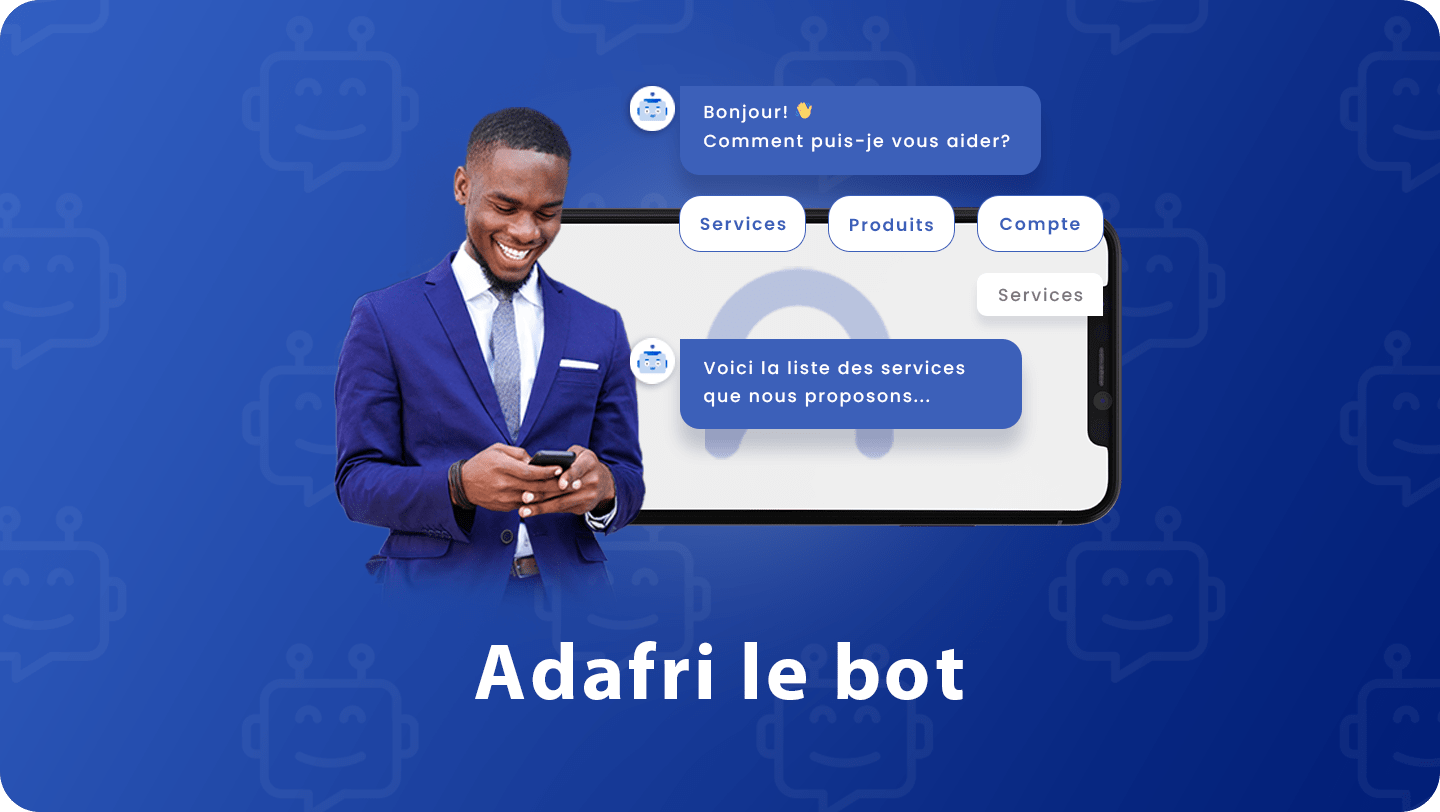 Bonjour! 👋
Comment puis-je vous aider?
Services
Produits
Compte
Services
Voici la liste des services
que nous proposons...
Adafri le bot